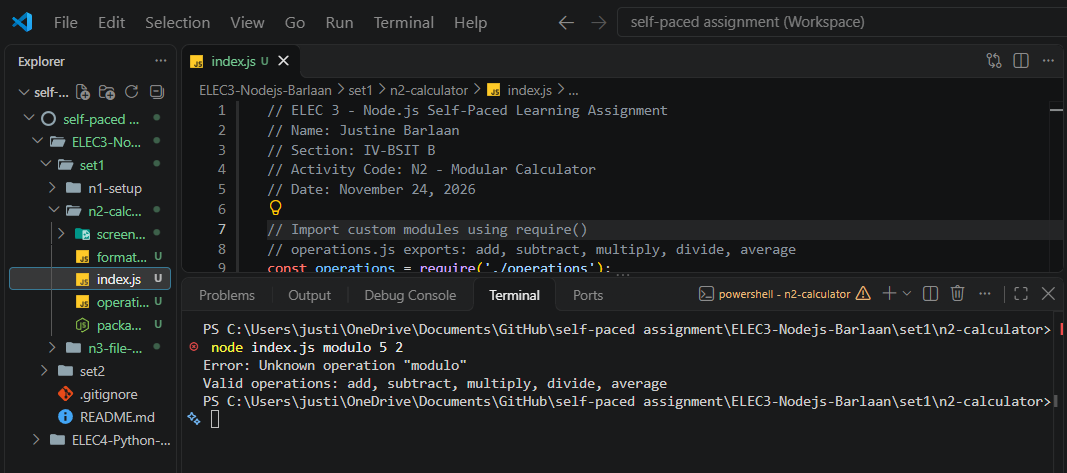 File Edit Selection View Go Run Terminal Help
self-paced assignment (Workspace)
Explorer
index.js U
self-...
ELEC3-Nodejs-Barlaan > set1 > n2-calculator > index.js > ...
self-paced ...
ELEC3-No...
set1
n1-setup
n2-calc...
screen...
format... U
index.js U
operati... U
packa... U
n3-file-...
set2
.gitignore
README.md
ELEC4-Python-...
1 // ELEC 3 - Node.js Self-Paced Learning Assignment
2 // Name: Justine Barlaan
3 // Section: IV-BSIT B
4 // Activity Code: N2 - Modular Calculator
5 // Date: November 24, 2026
6
7 // Import custom modules using require()
8 // operations.js exports: add, subtract, multiply, divide, average
9 const operations = require('./operations');
Problems Output Debug Console Terminal Ports
powershell - n2-calculator
PS C:\Users\justi\OneDrive\Documents\GitHub\self-paced assignment\ELEC3-Nodejs-Barlaan\set1\n2-calculator>
node index.js modulo 5 2
Error: Unknown operation "modulo"
Valid operations: add, subtract, multiply, divide, average
PS C:\Users\justi\OneDrive\Documents\GitHub\self-paced assignment\ELEC3-Nodejs-Barlaan\set1\n2-calculator>